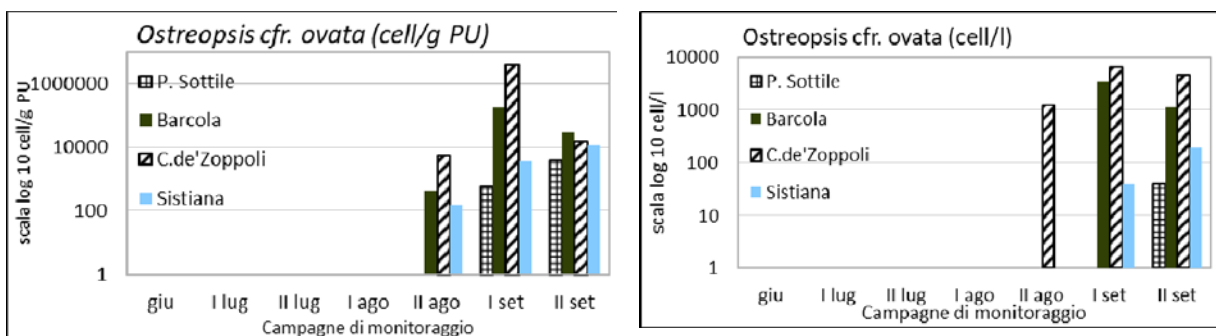 Ostreopsis cfr. ovata (cell/g PU)
scala log 10 cell/g PU
1000000
10000
100
1
P. Sottile
Barcola
C.de'Zoppoli
Sistiana
giu I lug II lug I ago II ago I set II set
Campagne di monitoraggio
Ostreopsis cfr. ovata (cell/l)
scala log 10 cell/l
10000
1000
100
10
1
P. Sottile
Barcola
C.de'Zoppoli
Sistiana
giu I lug II lug I ago II ago I set II set
Campagne di monitoraggio